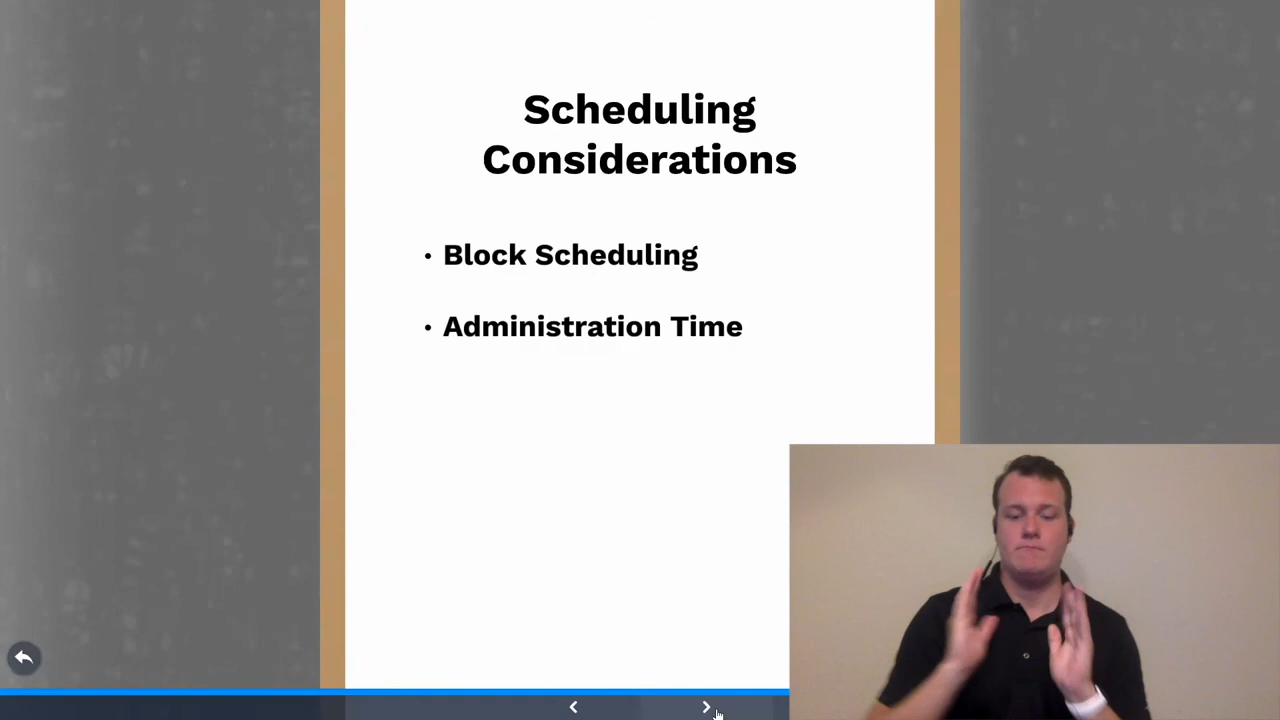 Scheduling
Considerations
• Block Scheduling
• Administration Time